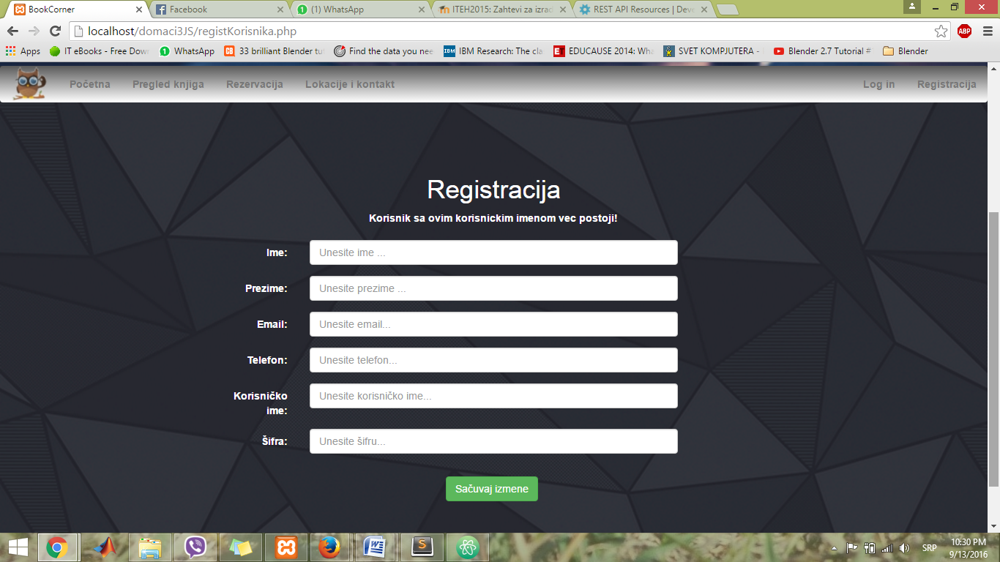 BookCorner
Facebook
(1) WhatsApp
ITEH2015: Zahtevi za izrad
REST API Resources | Deve
localhost/domaci3JS/registKorisnika.php
ABP
Apps
IT eBooks - Free Down
WhatsApp
CB
33 brilliant Blender tu
Find the data you nee
IBM
IBM Research: The cla
ET
EDUCAUSE 2014: Wha
SVET KOMPJUTERA -
Blender 2.7 Tutorial #
Blender
Početna
Pregled knjiga
Rezervacija
Lokacije i kontakt
Log in
Registracija
Registracija
Korisnik sa ovim korisnickim imenom vec postoji!
Ime:
Unesite ime ...
Prezime:
Unesite prezime ...
Email:
Unesite email...
Telefon:
Unesite telefon...
Korisničko
ime:
Unesite korisničko ime...
Šifra:
Unesite šifru...
Sačuvaj izmene
SRP
10:30 PM
9/13/2016